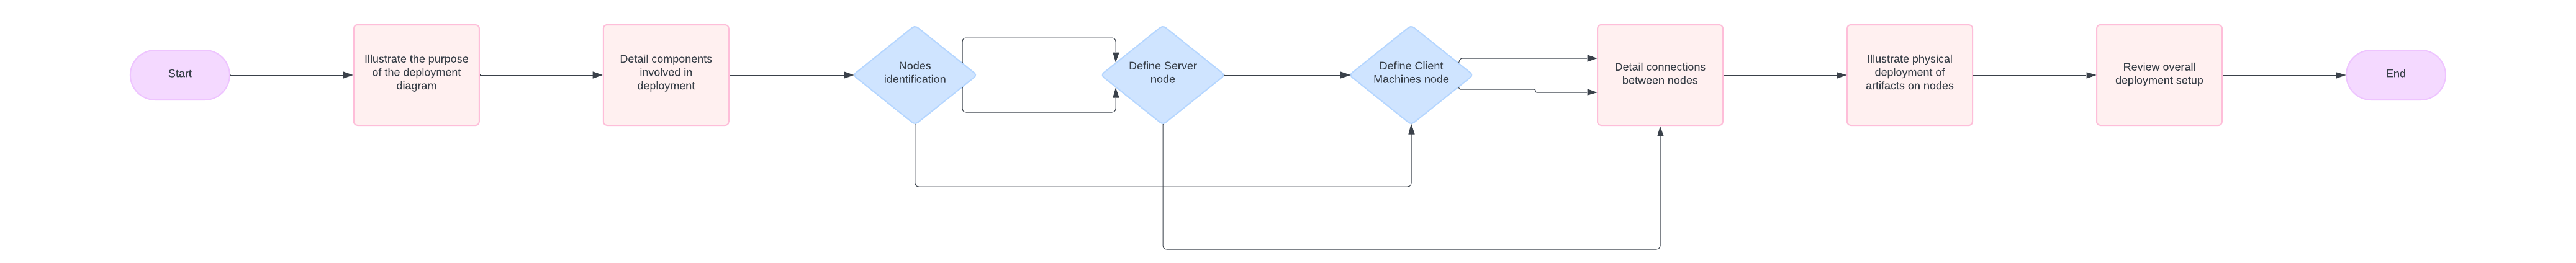 Start
Illustrate the purpose
of the deployment
diagram
Detail components
involved in
deployment
Nodes
identification
Define Server
node
Define Client
Machines node
Detail connections
between nodes
Illustrate physical
deployment of
artifacts on nodes
Review overall
deployment setup
End